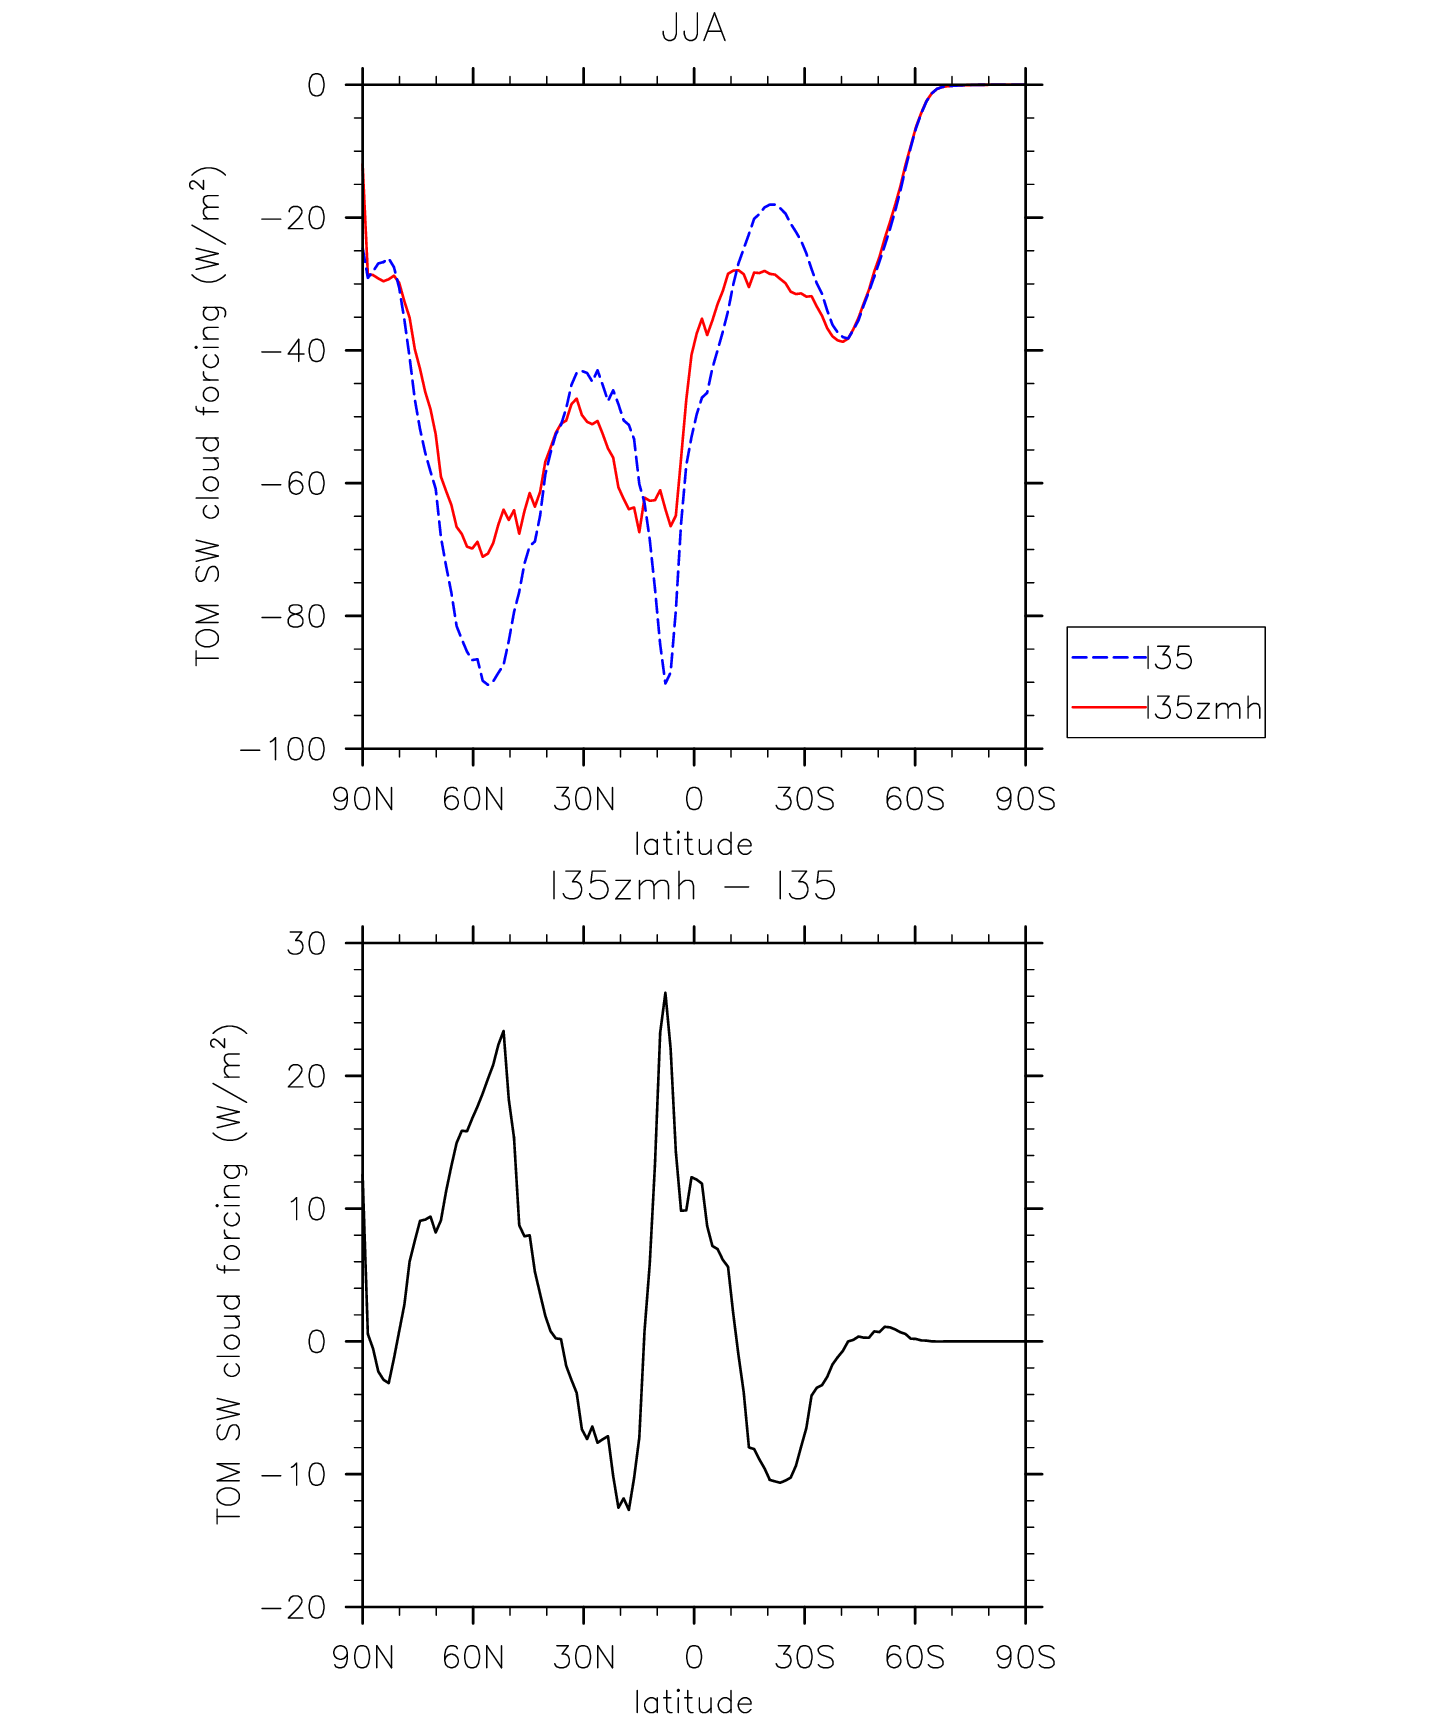 JJA
0
−20
−40
−60
−80
−100
TOM SW cloud forcing (W/m²)
90N 60N 30N 0 30S 60S 90S
latitude
I35
I35zmh
I35zmh − I35
30
20
10
0
−10
−20
TOM SW cloud forcing (W/m²)
90N 60N 30N 0 30S 60S 90S
latitude